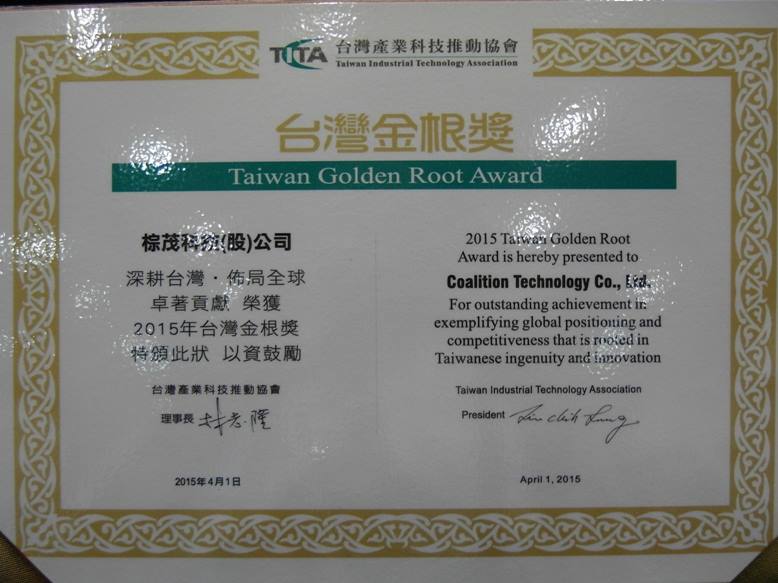 TITA 台灣產業科技推動協會
Taiwan Industrial Technology Association
台灣金根獎
Taiwan Golden Root Award
棕茂科技(股)公司
深耕台灣・佈局全球
卓著貢獻 榮獲
2015年台灣金根獎
特頒此狀 以資鼓勵
台灣產業科技推動協會
理事長
2015年4月1日
2015 Taiwan Golden Root
Award is hereby presented to
Coalition Technology Co., Ltd.
For outstanding achievement in
exemplifying global positioning and
competitiveness that is rooted in
Taiwanese ingenuity and innovation
Taiwan Industrial Technology Association
President
April 1, 2015